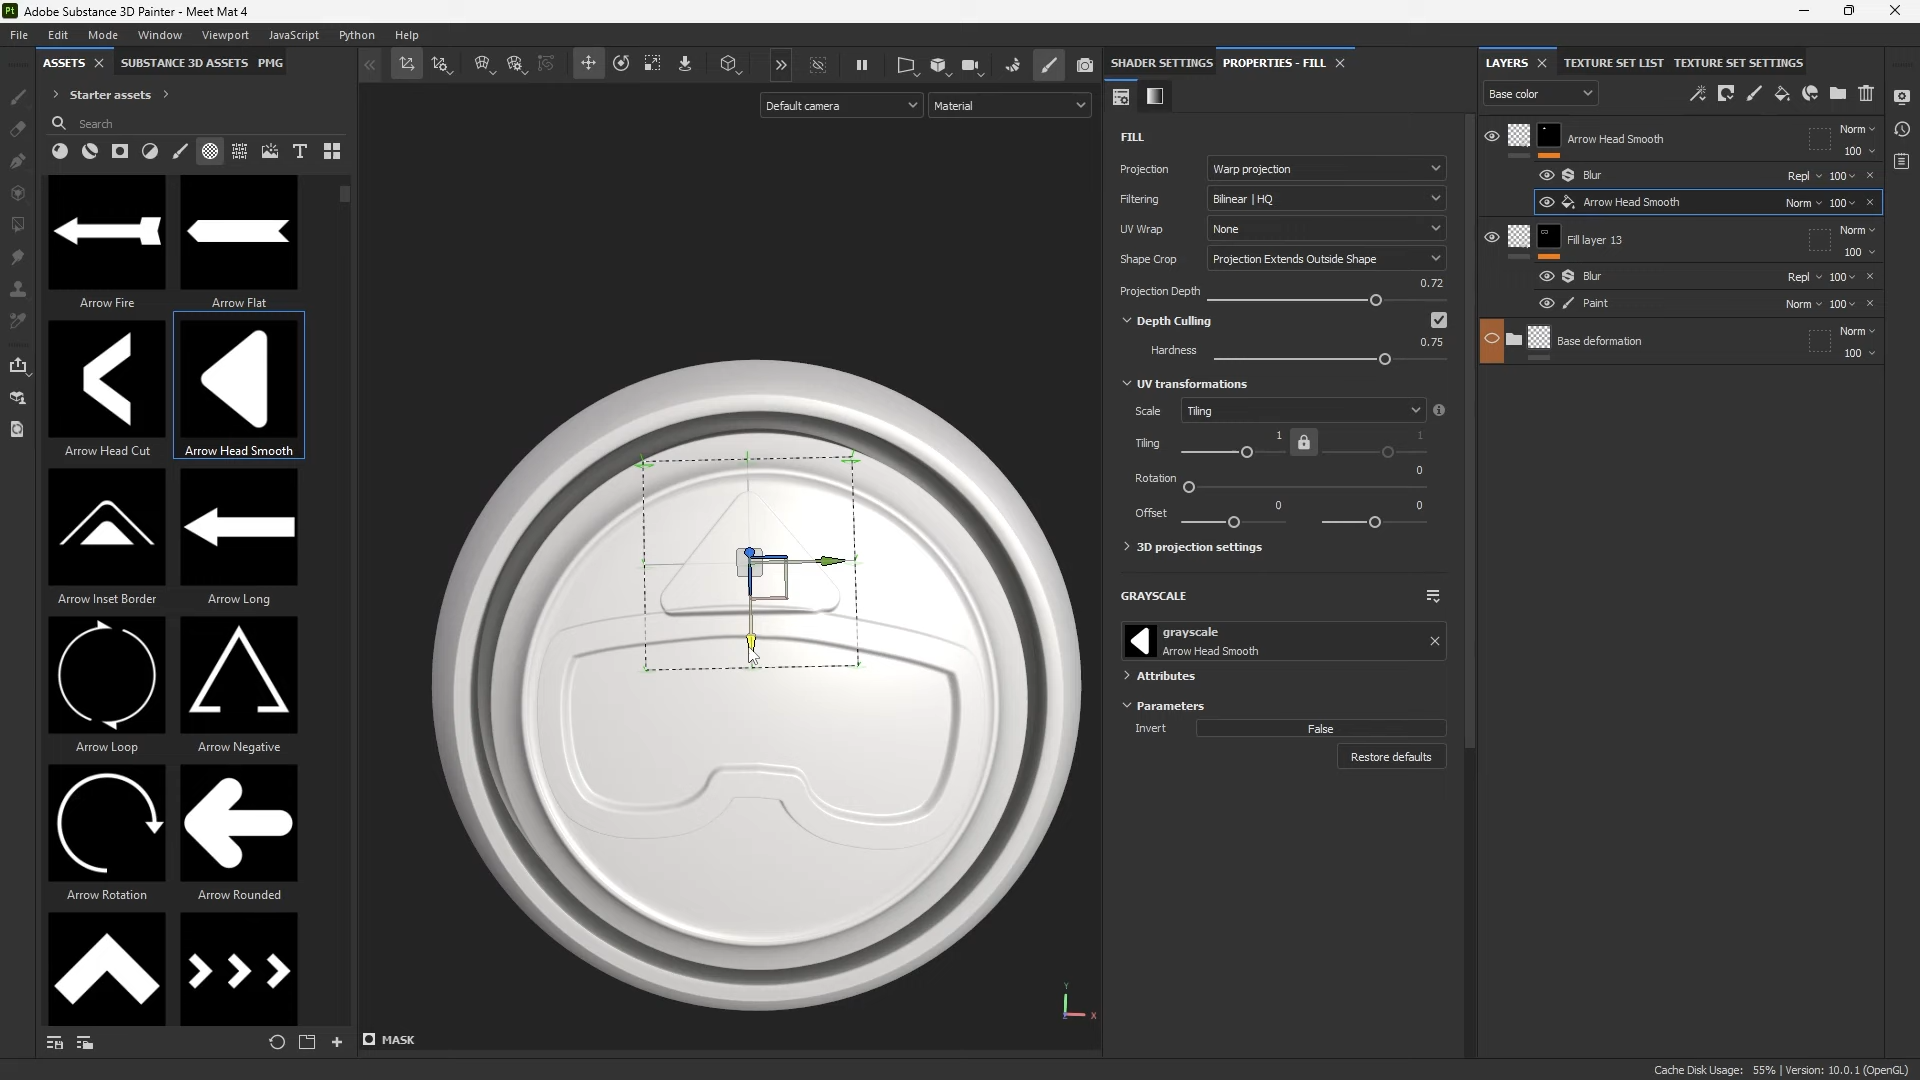 Pt Adobe Substance 3D Painter - Meet Mat 4
File Edit Mode Window Viewport JavaScript Python Help
ASSETS SUBSTANCE 3D ASSETS PNG
Starter assets
Search
Arrow Fire
Arrow Flat
Arrow Head Cut
Arrow Head Smooth
Arrow Inset Border
Arrow Long
Arrow Loop
Arrow Negative
Arrow Rotation
Arrow Rounded
Default camera
Material
Y
Z X
MASK
SHADER SETTINGS PROPERTIES - FILL
FILL
Projection Warp projection
Filtering Bilinear | HQ
UV Wrap None
Shape Crop Projection Extends Outside Shape
Projection Depth 0.72
Depth Culling
Hardness 0.75
UV transformations
Scale Tiling
Tiling 1 1
Rotation 0
Offset 0 0
3D projection settings
GRAYSCALE
grayscale
Arrow Head Smooth
Attributes
Parameters
Invert False
Restore defaults
LAYERS TEXTURE SET LIST TEXTURE SET SETTINGS
Base color
Arrow Head Smooth Norm
100
Blur Repl 100
Arrow Head Smooth Norm 100
Fill layer 13 Norm
100
Blur Repl 100
Paint Norm 100
Base deformation Norm
100
Cache Disk Usage: 55% | Version: 10.0.1 (OpenGL)